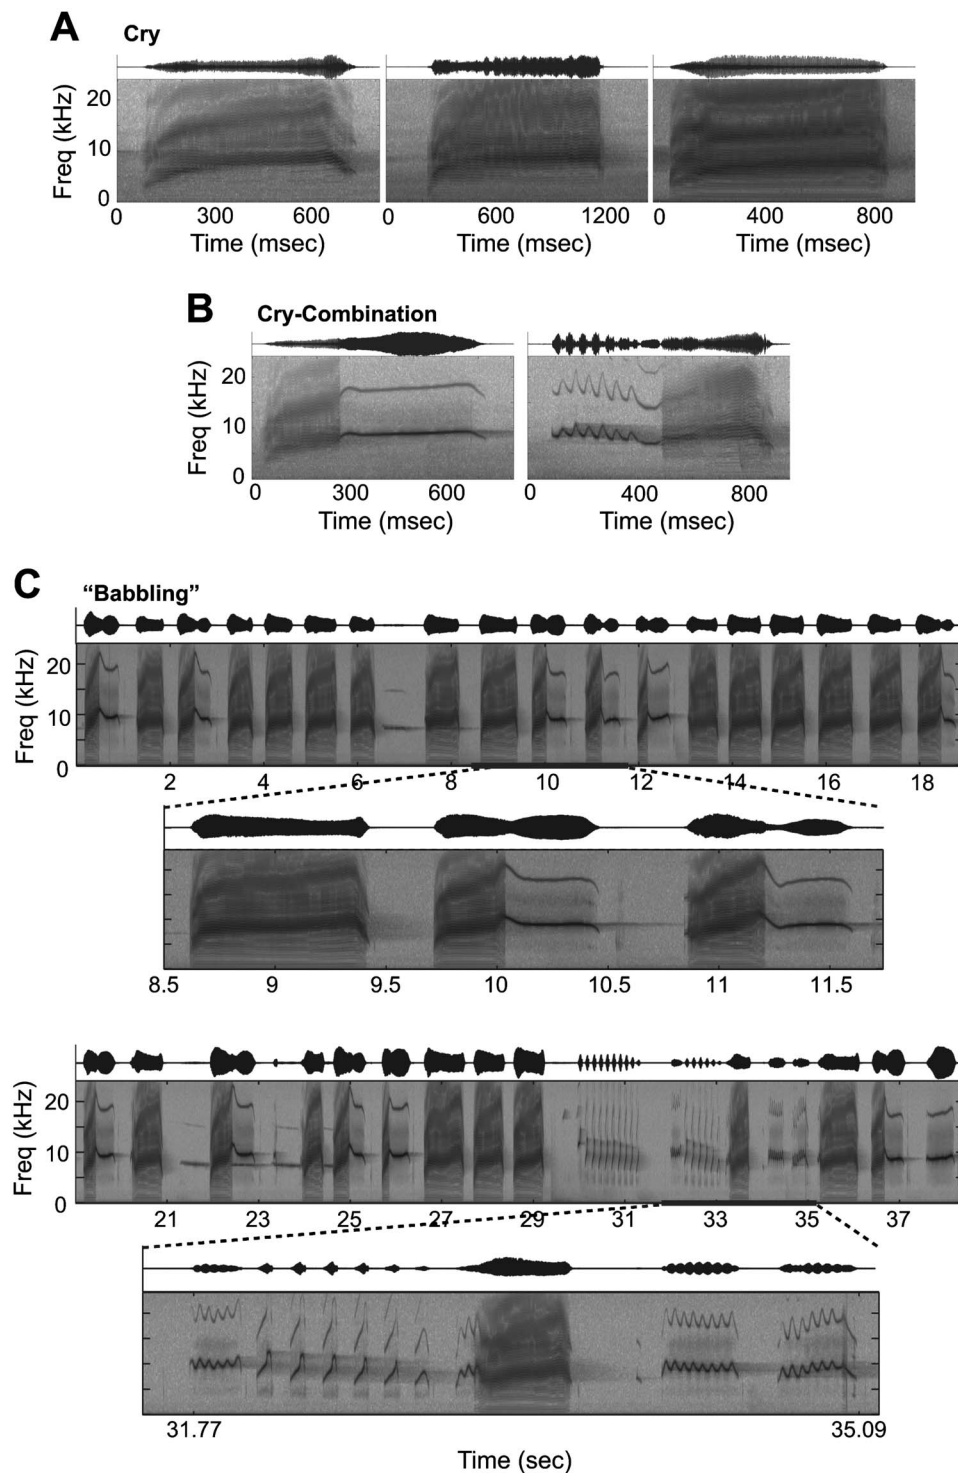 A
Cry
Freq (kHz)
20
10
0
0 300 600
0 600 1200
0 400 800
Time (msec) Time (msec) Time (msec)
B
Cry-Combination
Freq (kHz)
20
10
0
0 300 600
0 400 800
Time (msec) Time (msec)
C
“Babbling”
Freq (kHz)
20
10
0
2 4 6 8 10 12 14 16 18
8.5 9 9.5 10 10.5 11 11.5
Freq (kHz)
20
10
0
21 23 25 27 29 31 33 35 37
31.77 35.09
Time (sec)